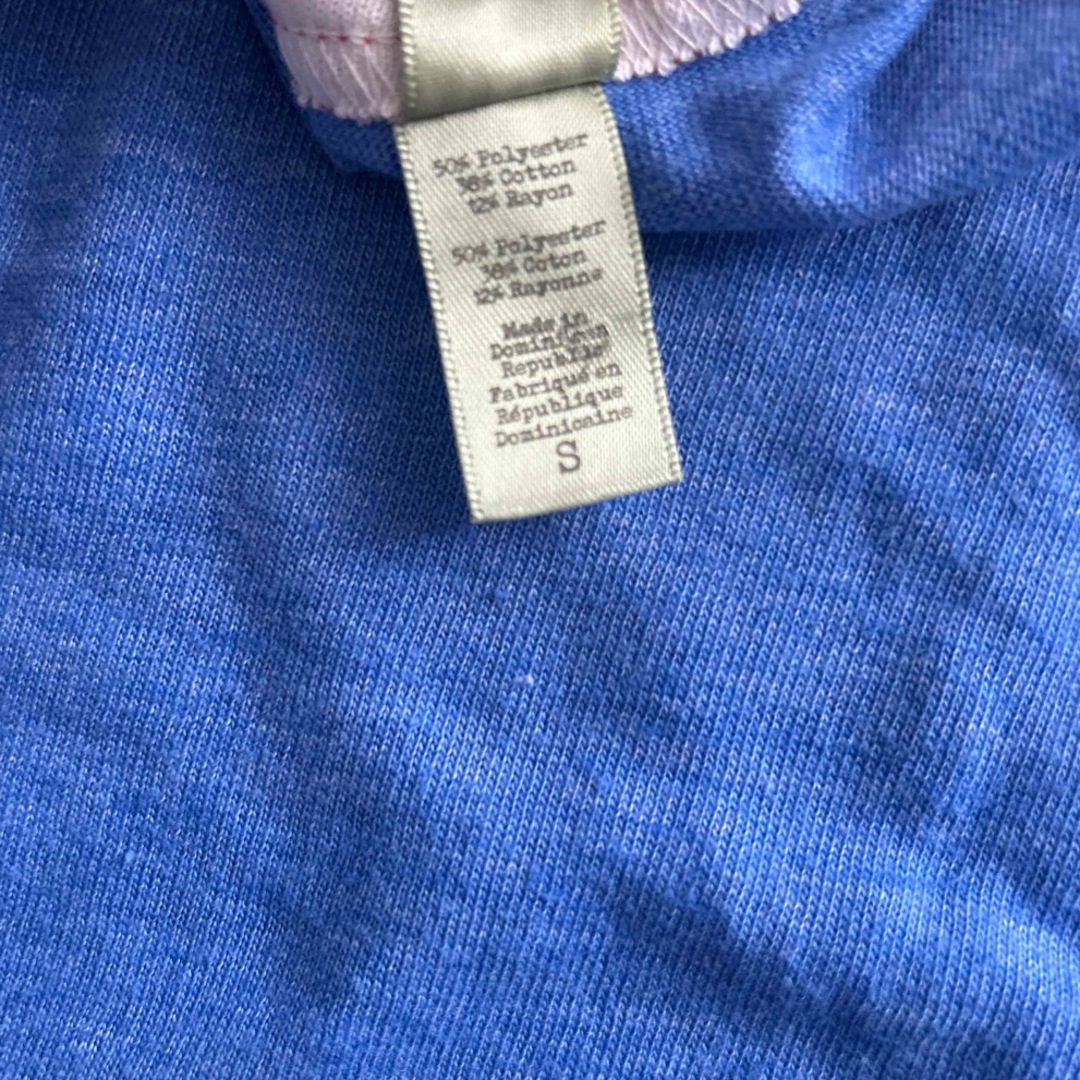 50% Polyester
38% Cotton
12% Rayon
50% Polyester
38% Coton
12% Rayonne
Made in
Dominican
Republic
Fabriqué en
République
Dominicaine
S